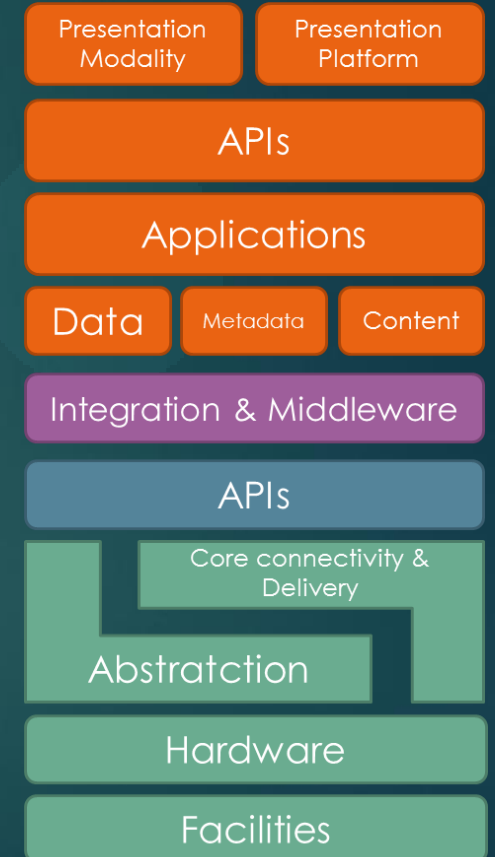 Presentation
Modality
Presentation
Platform
APIs
Applications
Data
Metadata
Content
Integration & Middleware
APIs
Core connectivity &
Delivery
Abstratction
Hardware
Facilities